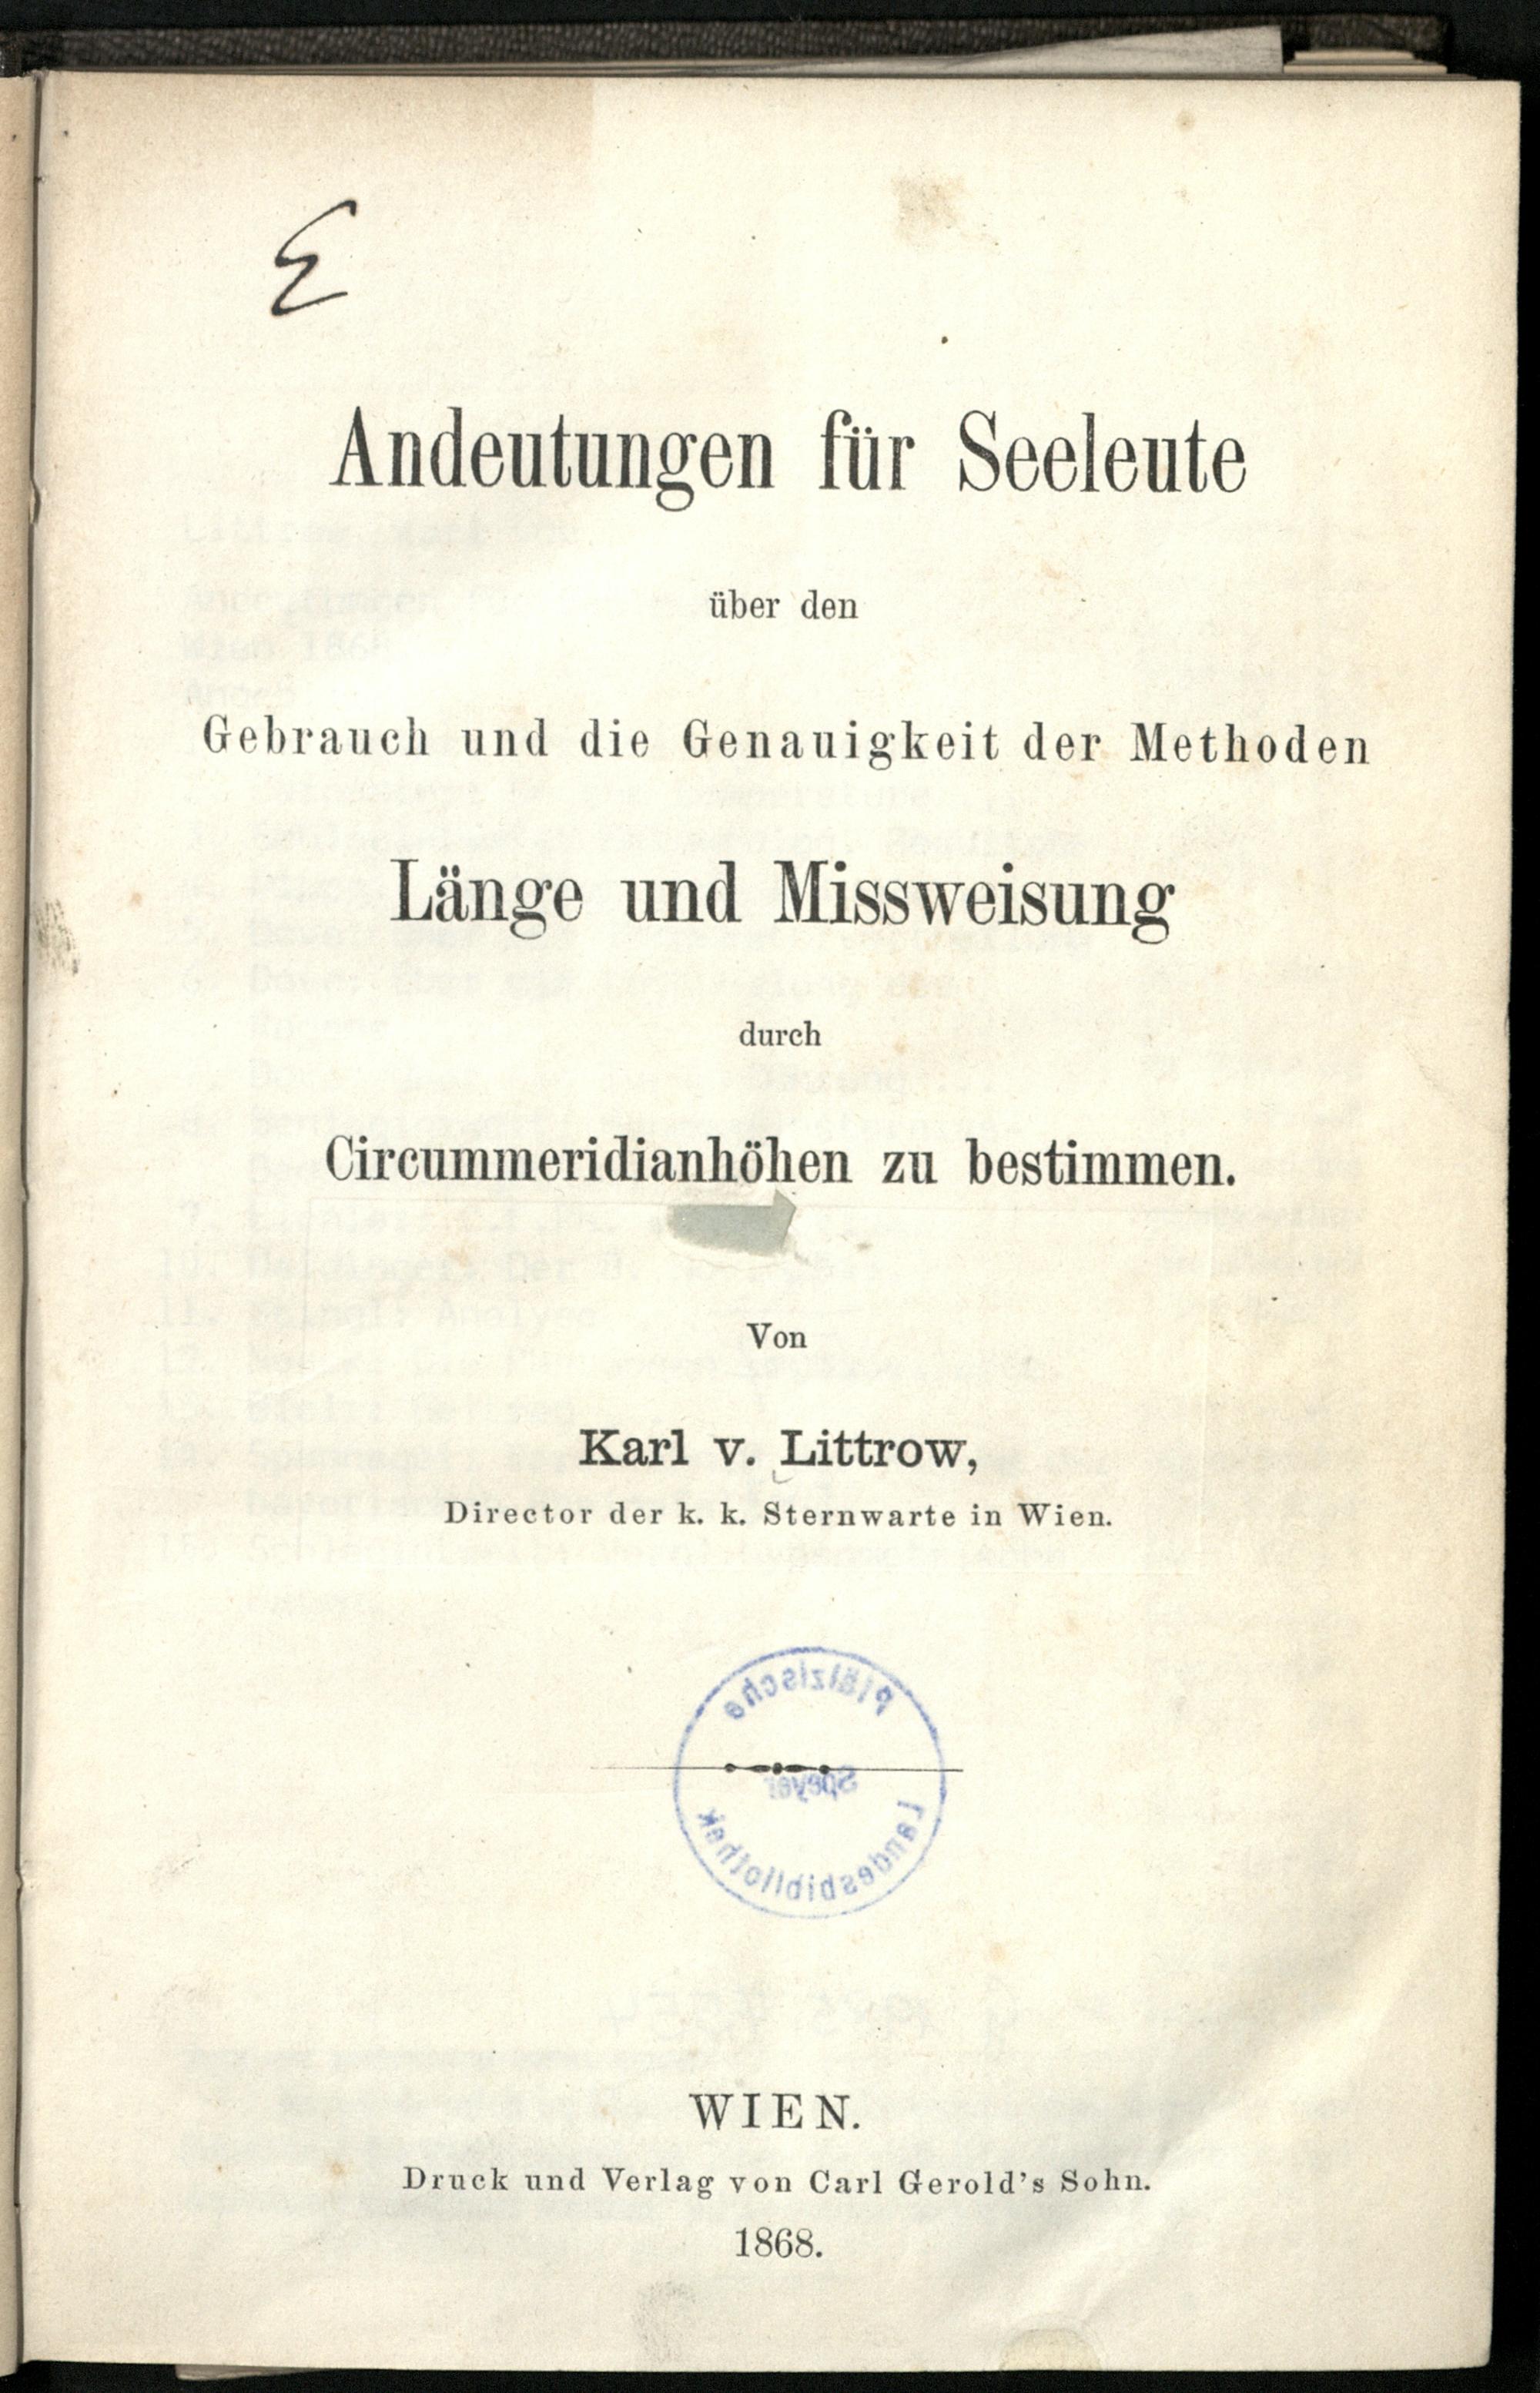 Andeutungen für Seeleute
über den
Gebrauch und die Genauigkeit der Methoden
Länge und Missweisung
durch
Circummeridianhöhen zu bestimmen.
Von
Karl v. Littrow,
Director der k. k. Sternwarte in Wien.
Pfälzische
Speyer
Landesbibliothek
WIEN.
Druck und Verlag von Carl Gerold's Sohn.
1868.